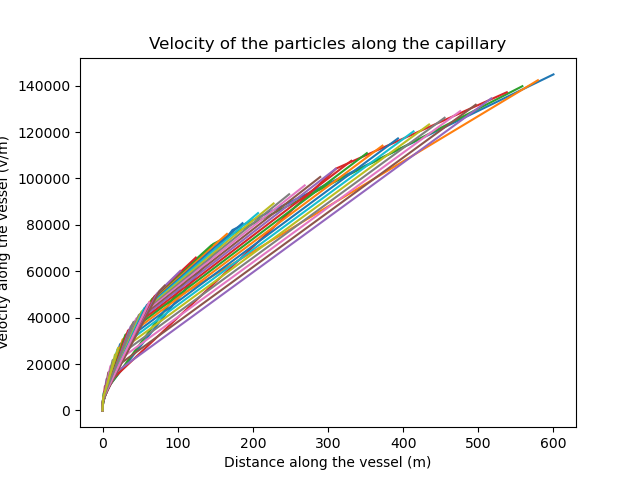 Velocity of the particles along the capillary
140000
120000
100000
80000
60000
40000
20000
0
Velocity along the vessel (v/m)
0 100 200 300 400 500 600
Distance along the vessel (m)